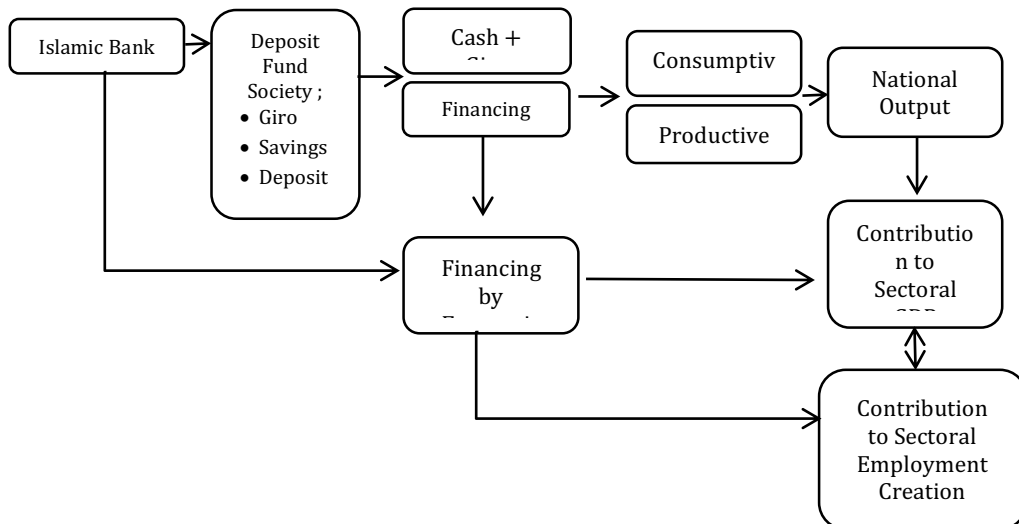 Islamic Bank
Deposit
Fund
Society ;
• Giro
• Savings
• Deposit
Cash +
Financing
Consumptiv
Productive
National
Output
Financing
by
Contributio
n to
Sectoral
Contribution
to Sectoral
Employment
Creation